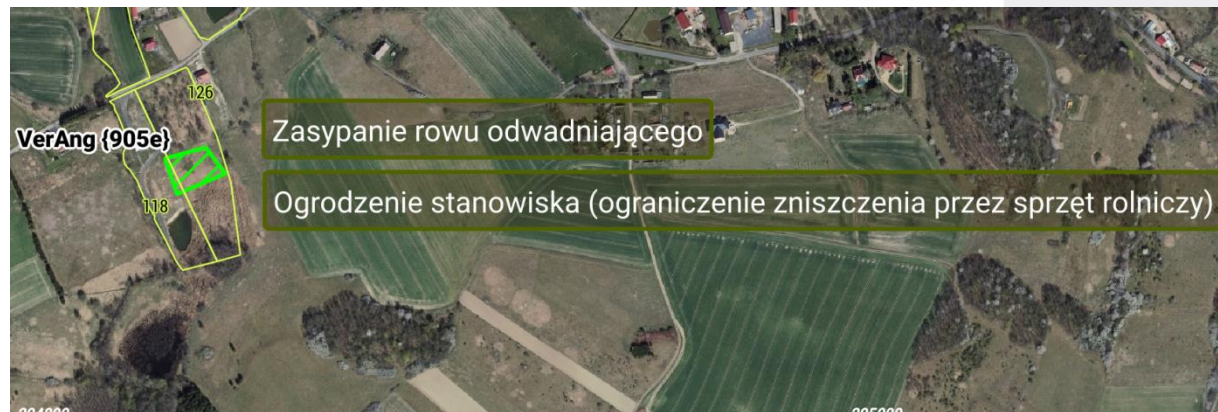 126
VerAng {905e}
118
Zasypanie rowu odwadniającego
Ogrodzenie stanowiska (ograniczenie zniszczenia przez sprzęt rolniczy)